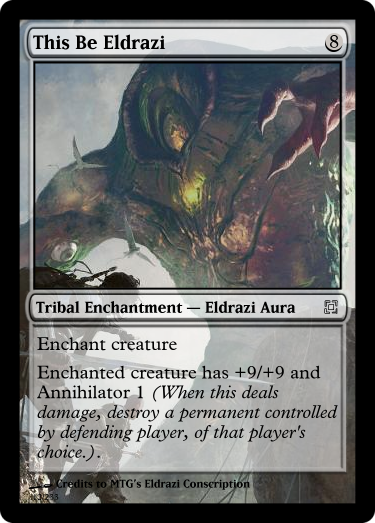 This Be Eldrazi 8
Tribal Enchantment — Eldrazi Aura
Enchant creature
Enchanted creature has +9/+9 and
Annihilator 1 (When this deals
damage, destroy a permanent controlled
by defending player, of that player's
choice.).
Credits to MTG's Eldrazi Conscription